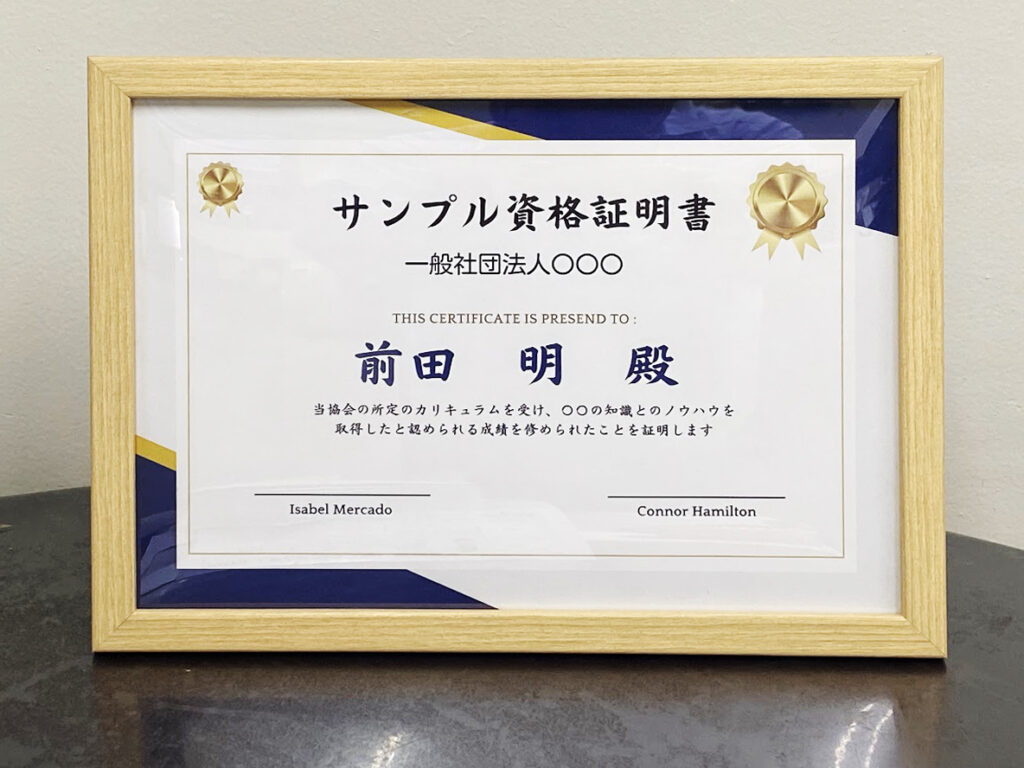 サンプル資格証明書
一般社団法人〇〇〇
THIS CERTIFICATE IS PRESEND TO :
前田 明 殿
当協会の所定のカリキュラムを受け、〇〇の知識とのノウハウを
取得したと認められる成績を修められたことを証明します
Isabel Mercado
Connor Hamilton